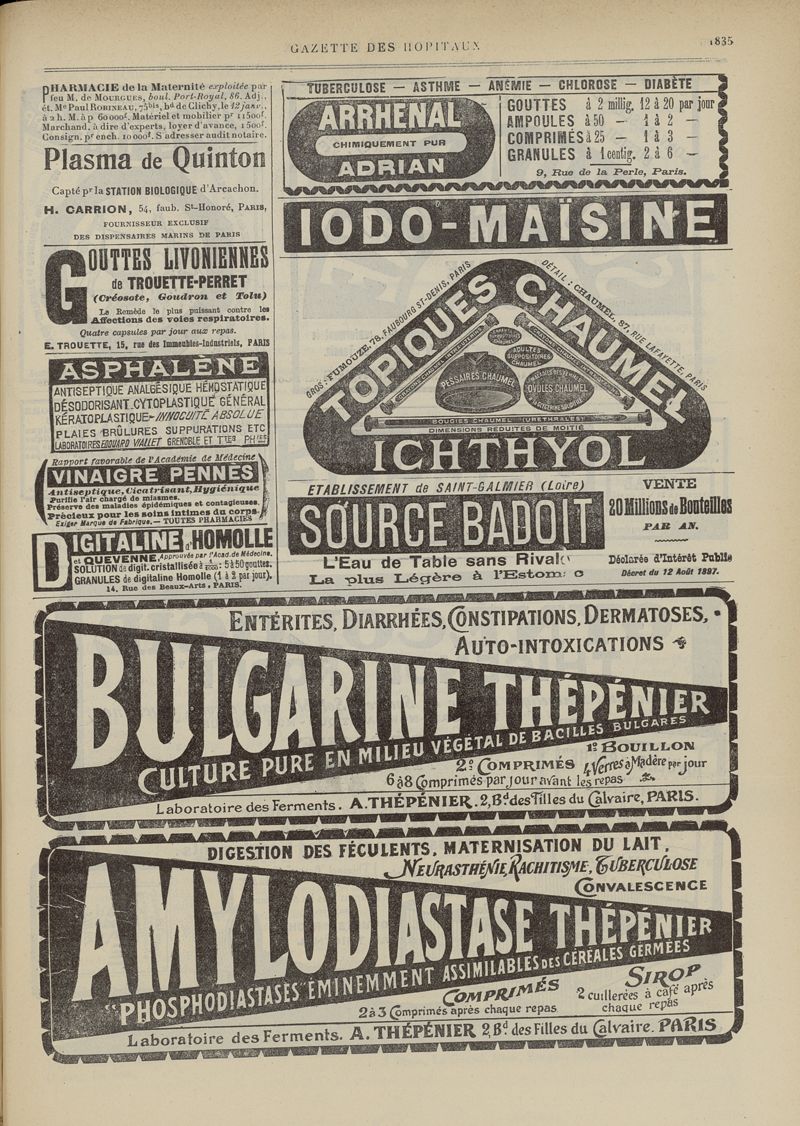 GAZETTE DES HOPITAUX
1835
PHARMACIE de la Maternité exploitée par
feu M. de MOURGUES, boul. Port-Royal, 86. Adj.,
ét. Me Paul ROBINEAU, 75bis, bd de Clichy, le 12 janv.,
à 2 h. M. à p 60000f. Matériel et mobilier pr 11500f.
Marchand. à dire d'experts, loyer d'avance, 1500f.
Consign. pr ench. 10000f. S'adresser audit notaire.
Plasma de Quinton
Capté pr la STATION BIOLOGIQUE d'Arcachon.
H. CARRION, 54, faub. St-Honoré, PARIS,
FOURNISSEUR EXCLUSIF
DES DISPENSAIRES MARINS DE PARIS
GOUTTES LIVONIENNES
de TROUETTE-PERRET
(Créosote, Goudron et Tolu)
Le Remède le plus puissant contre les
Affections des voies respiratoires.
Quatre capsules par jour aux repas.
E. TROUETTE, 15, rue des Immeubles-Industriels, PARIS
ASPHALÈNE
ANTISEPTIQUE ANALGÉSIQUE HÉMOSTATIQUE
DÉSODORISANT CYTOPLASTIQUE GÉNÉRAL
KÉRATOPLASTIQUE - INNOCUITÉ ABSOLUE
PLAIES BRÛLURES SUPPURATIONS ETC
LABORATOIRES EDOUARD VIALLET GRENOBLE ET TTES PHIES
Rapport favorable de l'Académie de Médecine
VINAIGRE PENNÈS
Antiseptique, Cicatrisant, Hygiénique
Purifie l'air chargé de miasmes.
Préserve des maladies épidémiques et contagieuses.
Précieux pour les soins intimes du corps.
Exiger Marque de Fabrique. — TOUTES PHARMACIES
DIGITALINE d'HOMOLLE
et QUEVENNE, Approuvée par l'Acad. de Médecine.
SOLUTION de digit. cristallisée à 1/1000: 5 à 50 gouttes.
GRANULES de digitaline Homolle (1 à 2 par jour).
14, Rue des Beaux-Arts, PARIS.
TUBERCULOSE — ASTHME — ANÉMIE — CHLOROSE — DIABÈTE
ARRHÉNAL
CHIMIQUEMENT PUR
ADRIAN
GOUTTES à 2 millig. 12 à 20 par jour
AMPOULES à 50 — 1 à 2 —
COMPRIMÉS à 25 — 1 à 3 —
GRANULES à 1 centig. 2 à 6 —
9, Rue de la Perle, Paris.
IODO-MAÏSINE
GROS: FUMOUZE, 78, FAUBOURG ST-DENIS, PARIS
DÉTAIL: CHAUMEL, 87, RUE LAFAYETTE, PARIS
TOPIQUES CHAUMEL
ADULTES
SUPPOSITOIRES
CHAUMEL
PESSAIRES CHAUMEL
OVULES CHAUMEL
BOUGIES CHAUMEL (URETHRALES)
DIMENSIONS REDUITES DE MOITIÉ
ICHTHYOL
ETABLISSEMENT de SAINT-GALMIER (Loire)
SOURCE BADOIT
L'Eau de Table sans Rivale
La plus Légère à l'Estomac
VENTE
20 Millions de Bouteilles
PAR AN.
Déclarée d'Intérêt Public
Décret du 12 Août 1897.
ENTÉRITES, DIARRHÉES, CONSTIPATIONS, DERMATOSES,
AUTO-INTOXICATIONS
BULGARINE THÉPÉNIER
CULTURE PURE EN MILIEU VÉGÉTAL DE BACILLES BULGARES
1º BOUILLON
4 Verres à Madère par jour
2º COMPRIMÉS
6 à 8 Comprimés par jour avant les repas
Laboratoire des Ferments. A. THÉPÉNIER. 2, Bd des Filles du Calvaire, PARIS.
DIGESTION DES FÉCULENTS, MATERNISATION DU LAIT,
NEURASTHÉNIE, RACHITISME, TUBERCULOSE
CONVALESCENCE
AMYLODIASTASE THÉPÉNIER
"PHOSPHODIASTASES" ÉMINEMMENT ASSIMILABLES DES CÉRÉALES GERMÉES
COMPRIMÉS
2 à 3 Comprimés après chaque repas
SIROP
2 cuillerées à café après
chaque repas
Laboratoire des Ferments. A. THÉPÉNIER 2, Bd des Filles du Calvaire. PARIS